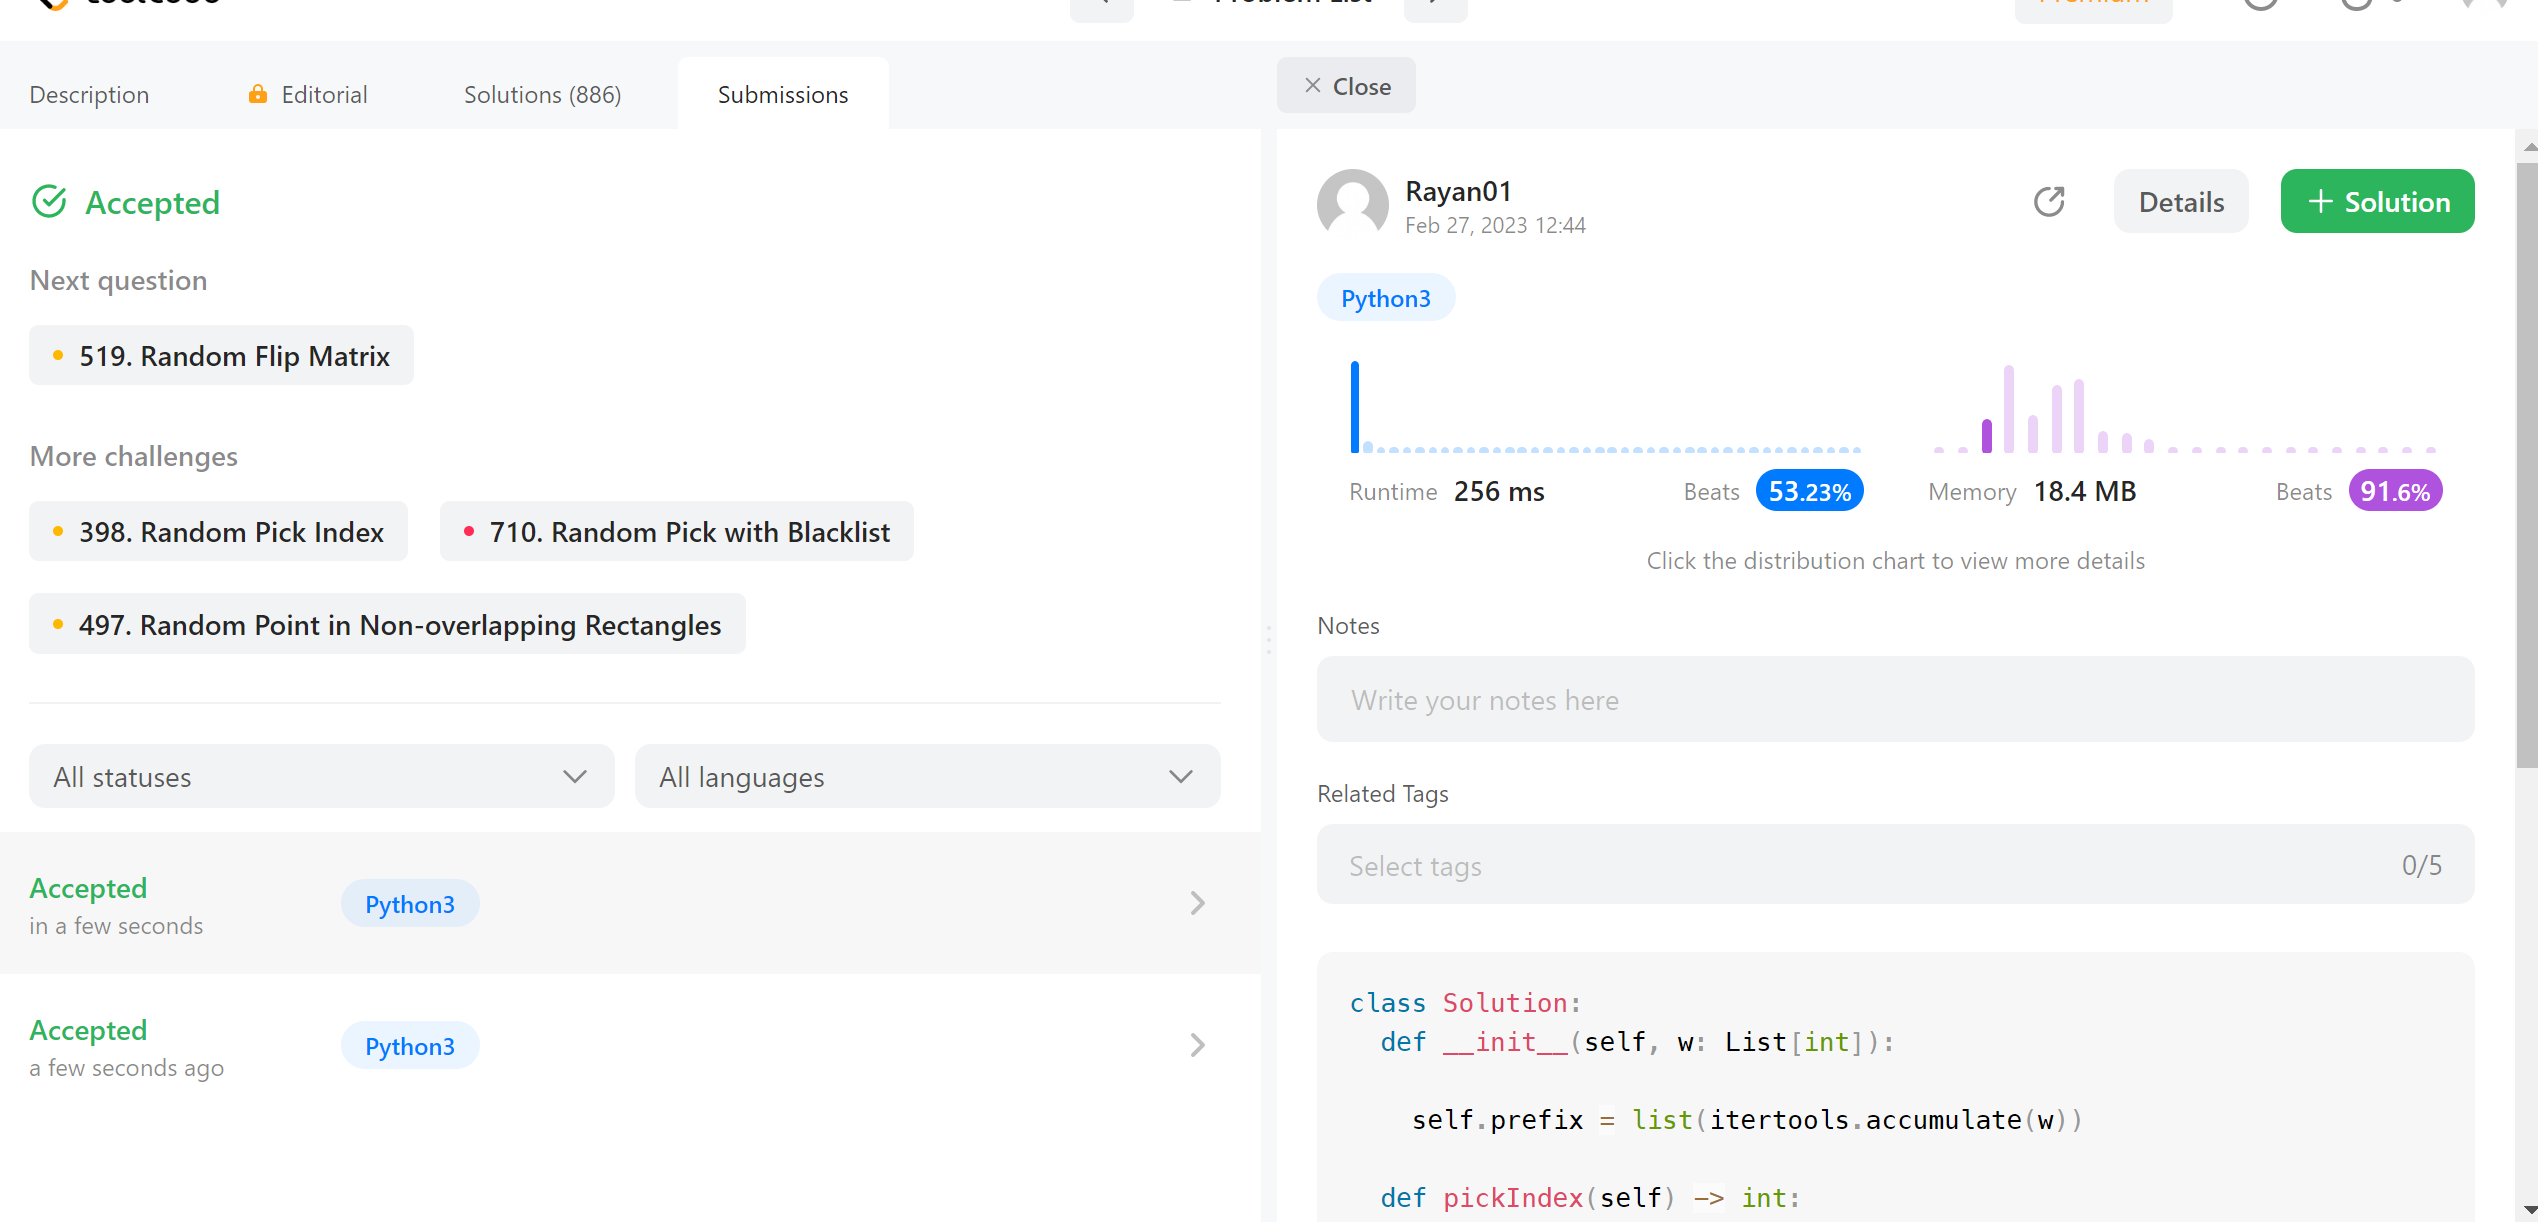 Description
Editorial
Solutions (886)
Submissions
Close
Accepted
Next question
519. Random Flip Matrix
More challenges
398. Random Pick Index
710. Random Pick with Blacklist
497. Random Point in Non-overlapping Rectangles
All statuses
All languages
Accepted
in a few seconds
Python3
Accepted
a few seconds ago
Python3
Rayan01
Feb 27, 2023 12:44
Details
+ Solution
Python3
Runtime 256 ms
Beats 53.23%
Memory 18.4 MB
Beats 91.6%
Click the distribution chart to view more details
Notes
Write your notes here
Related Tags
Select tags
0/5
class Solution:
def __init__(self, w: List[int]):
self.prefix = list(itertools.accumulate(w))
def pickIndex(self) -> int: